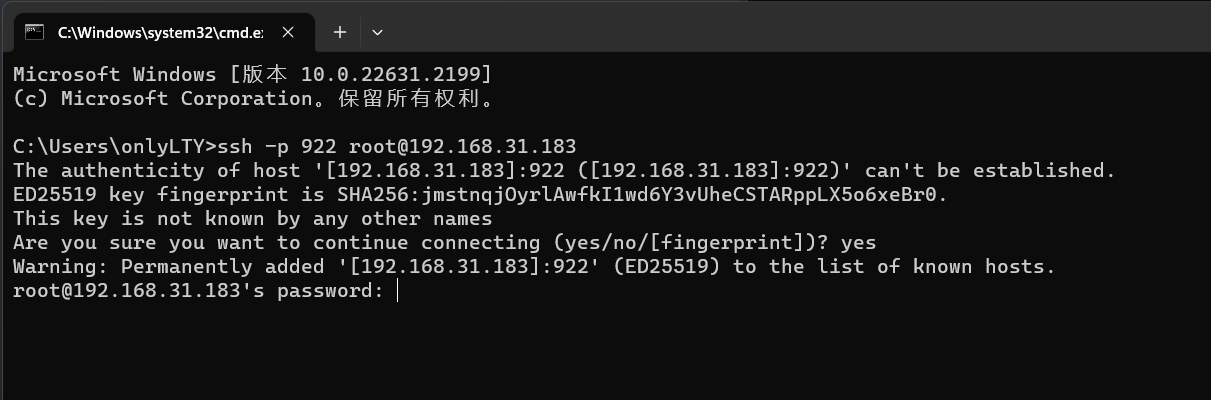 C:\Windows\system32\cmd.e
Microsoft Windows [版本 10.0.22631.2199]
(c) Microsoft Corporation。保留所有权利。
C:\Users\onlyLTY>ssh -p 922 root@192.168.31.183
The authenticity of host '[192.168.31.183]:922 ([192.168.31.183]:922)' can't be established.
ED25519 key fingerprint is SHA256:jmstnqjOyrlAwfkI1wd6Y3vUheCSTARppLX5o6xeBr0.
This key is not known by any other names
Are you sure you want to continue connecting (yes/no/[fingerprint])? yes
Warning: Permanently added '[192.168.31.183]:922' (ED25519) to the list of known hosts.
root@192.168.31.183's password: